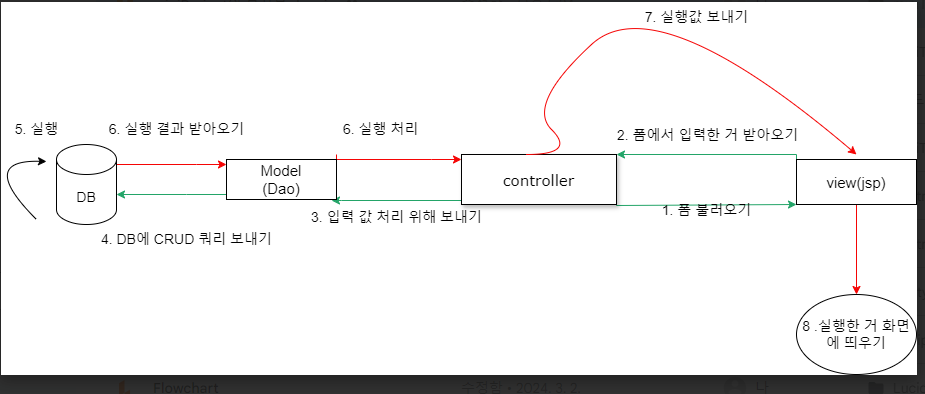 7. 실행값 보내기
5. 실행
6. 실행 결과 받아오기
6. 실행 처리
2. 폼에서 입력한 거 받아오기
DB
Model
(Dao)
controller
view(jsp)
3. 입력 값 처리 위해 보내기
1. 폼 불러오기
4. DB에 CRUD 쿼리 보내기
8 .실행한 거 화면
에 띄우기
Flowchart
수정함 • 2024. 3. 2.
나
Lucid